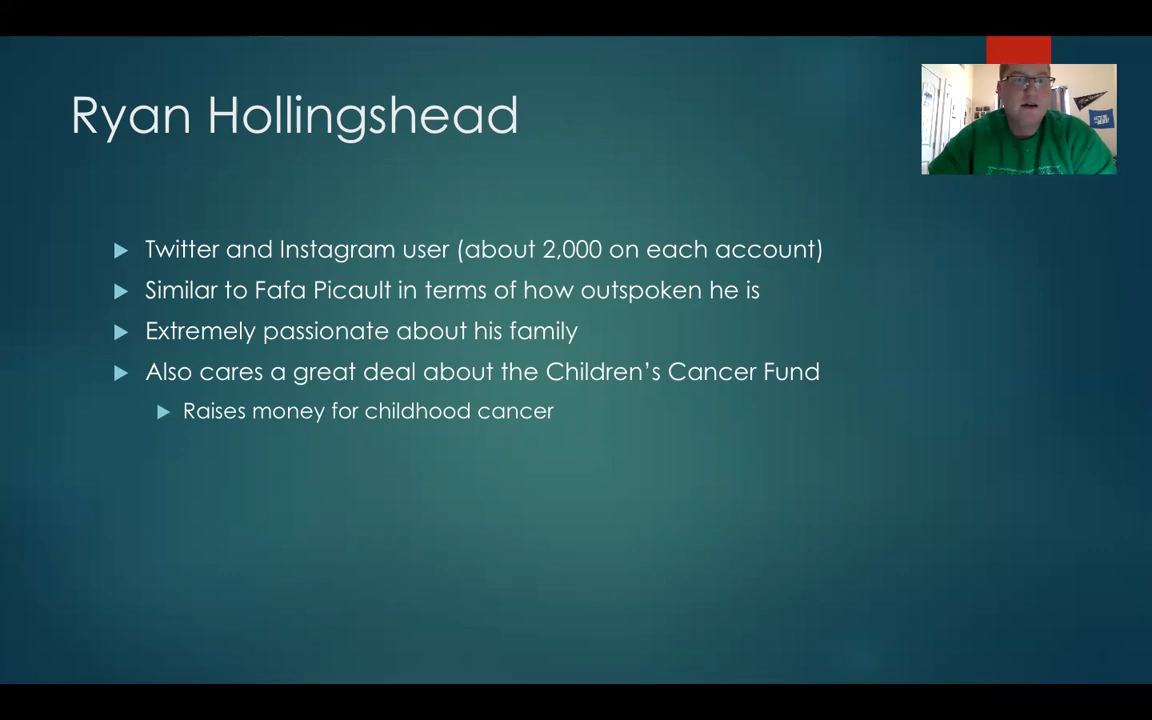 Ryan Hollingshead
Twitter and Instagram user (about 2,000 on each account)
Similar to Fafa Picault in terms of how outspoken he is
Extremely passionate about his family
Also cares a great deal about the Children's Cancer Fund
Raises money for childhood cancer